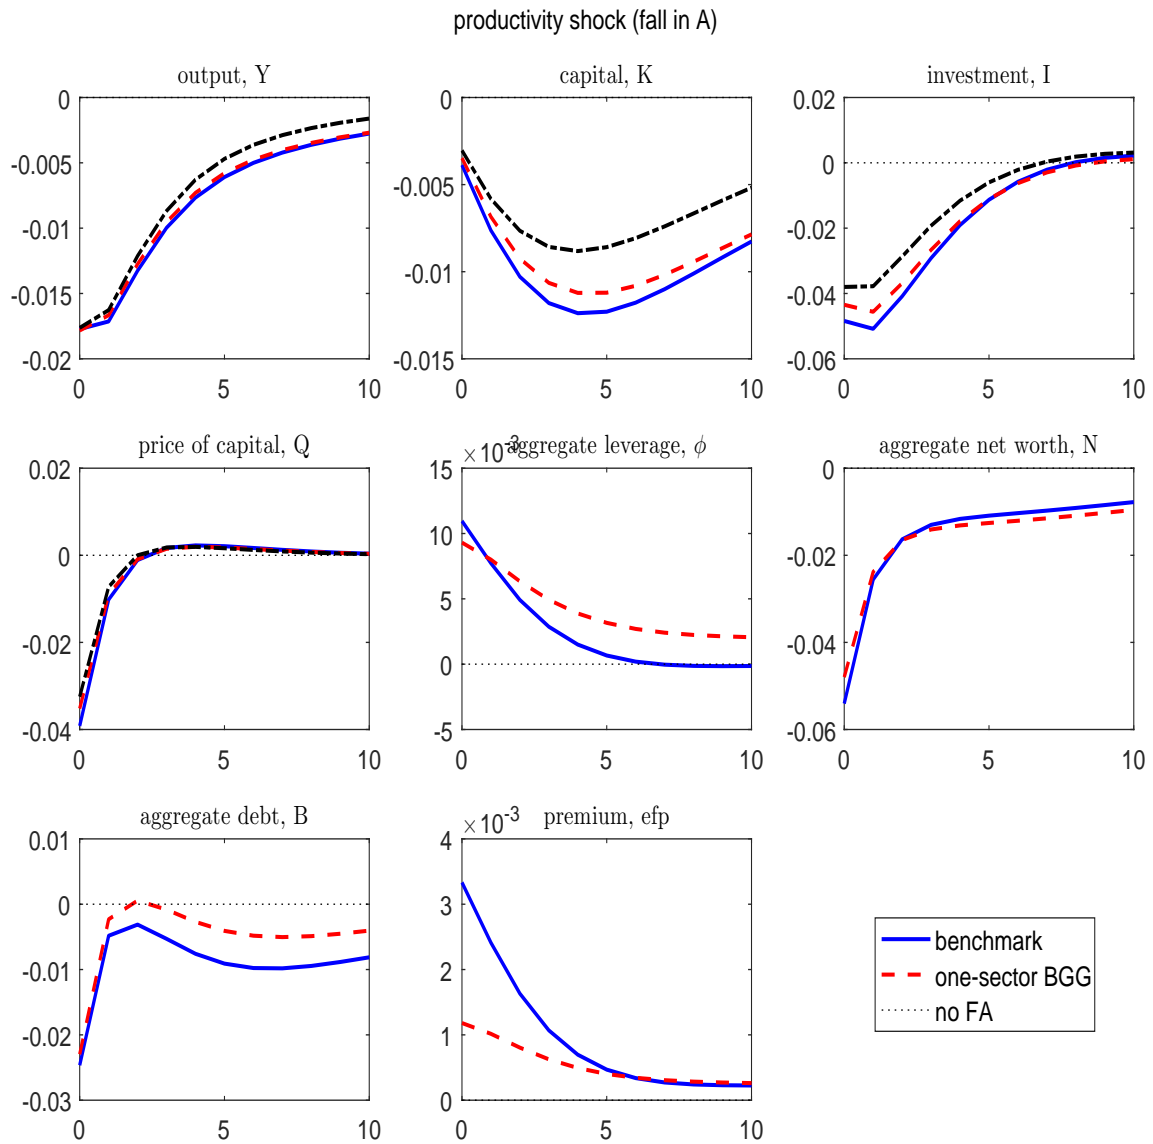 productivity shock (fall in A)
output, Y
0
-0.005
-0.01
-0.015
-0.02
0 5 10
capital, K
0
-0.005
-0.01
-0.015
0 5 10
investment, I
0.02
0
-0.02
-0.04
-0.06
0 5 10
price of capital, Q
0.02
0
-0.02
-0.04
0 5 10
×10-3
aggregate leverage, ϕ
15
10
5
0
-5
0 5 10
aggregate net worth, N
0
-0.02
-0.04
-0.06
0 5 10
aggregate debt, B
0.01
0
-0.01
-0.02
-0.03
0 5 10
×10-3
premium, efp
4
3
2
1
0
0 5 10
benchmark
one-sector BGG
no FA